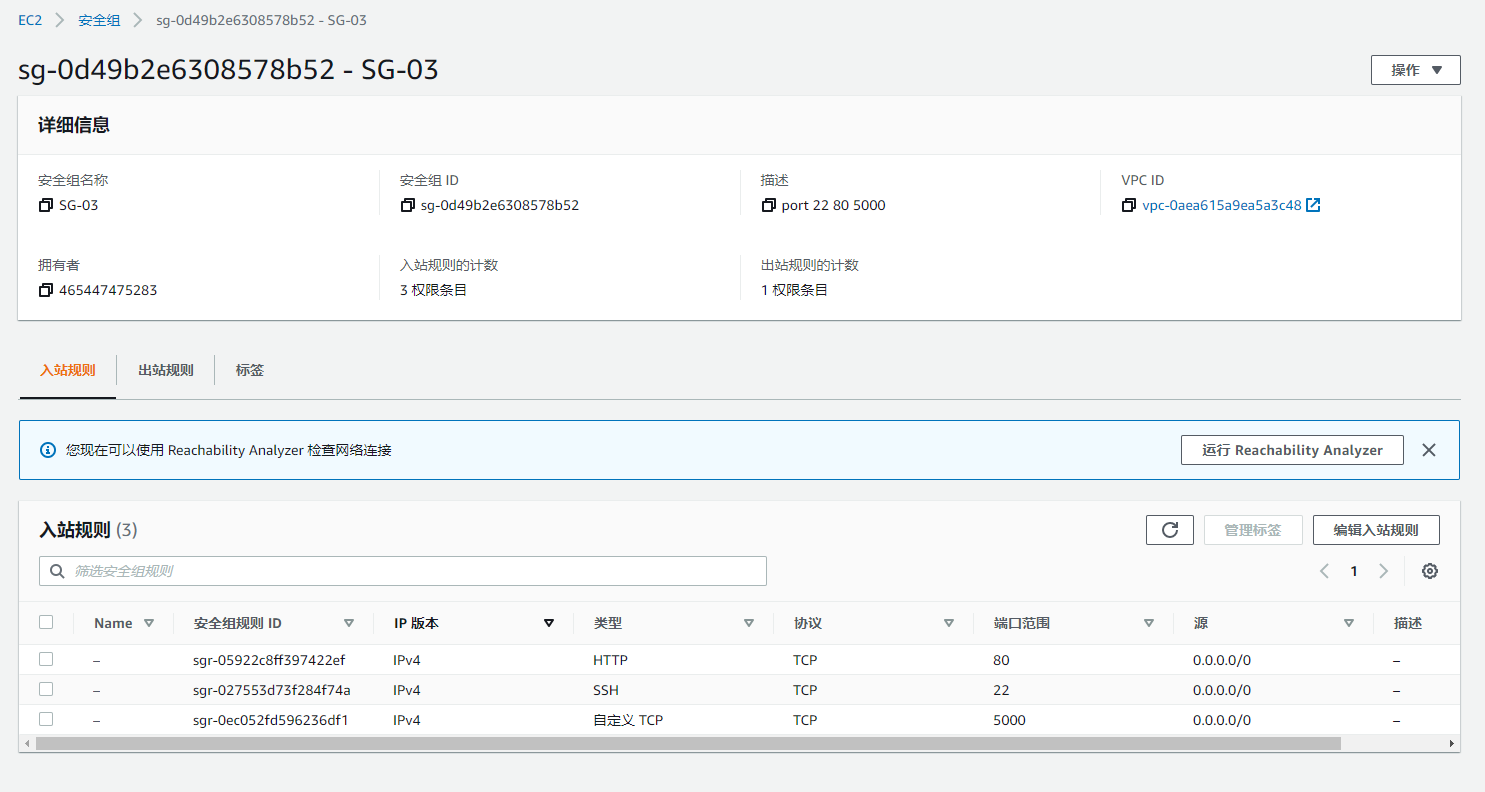 EC2 > 安全组 > sg-0d49b2e6308578b52 - SG-03
sg-0d49b2e6308578b52 - SG-03
操作
详细信息
安全组名称 安全组 ID 描述 VPC ID
SG-03 sg-0d49b2e6308578b52 port 22 80 5000 vpc-0aea615a9ea5a3c48
拥有者 入站规则的计数 出站规则的计数
465447475283 3 权限条目 1 权限条目
入站规则 出站规则 标签
您现在可以使用 Reachability Analyzer 检查网络连接 运行 Reachability Analyzer
入站规则 (3) 管理标签 编辑入站规则
筛选安全组规则 1
Name 安全组规则 ID IP 版本 类型 协议 端口范围 源 描述
– sgr-05922c8ff397422ef IPv4 HTTP TCP 80 0.0.0.0/0 –
– sgr-027553d73f284f74a IPv4 SSH TCP 22 0.0.0.0/0 –
– sgr-0ec052fd596236df1 IPv4 自定义 TCP TCP 5000 0.0.0.0/0 –